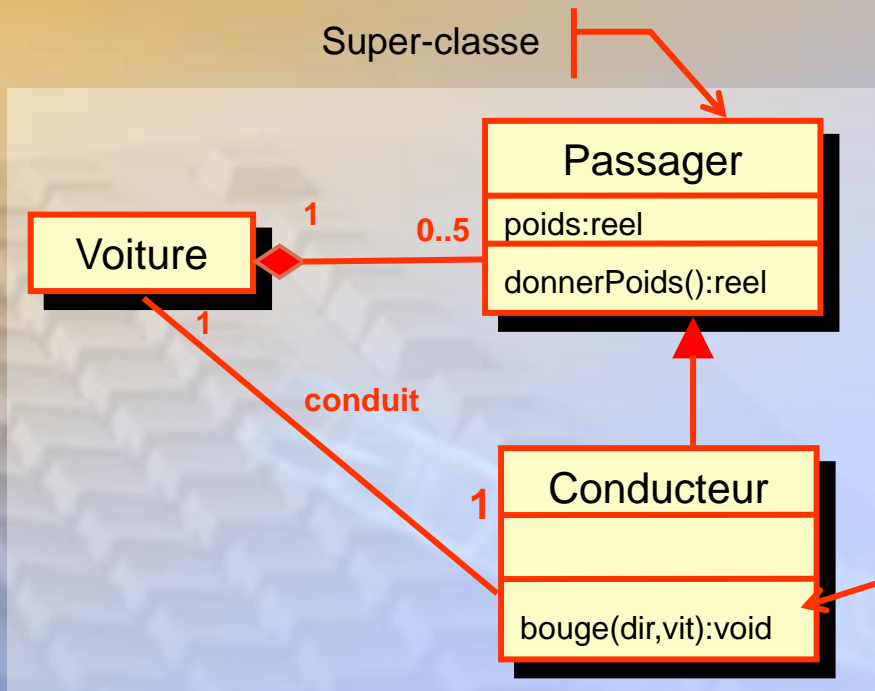 Super-classe
Passager
poids:reel
donnerPoids():reel
Voiture
1
0..5
1
conduit
1
Conducteur
bouge(dir,vit):void